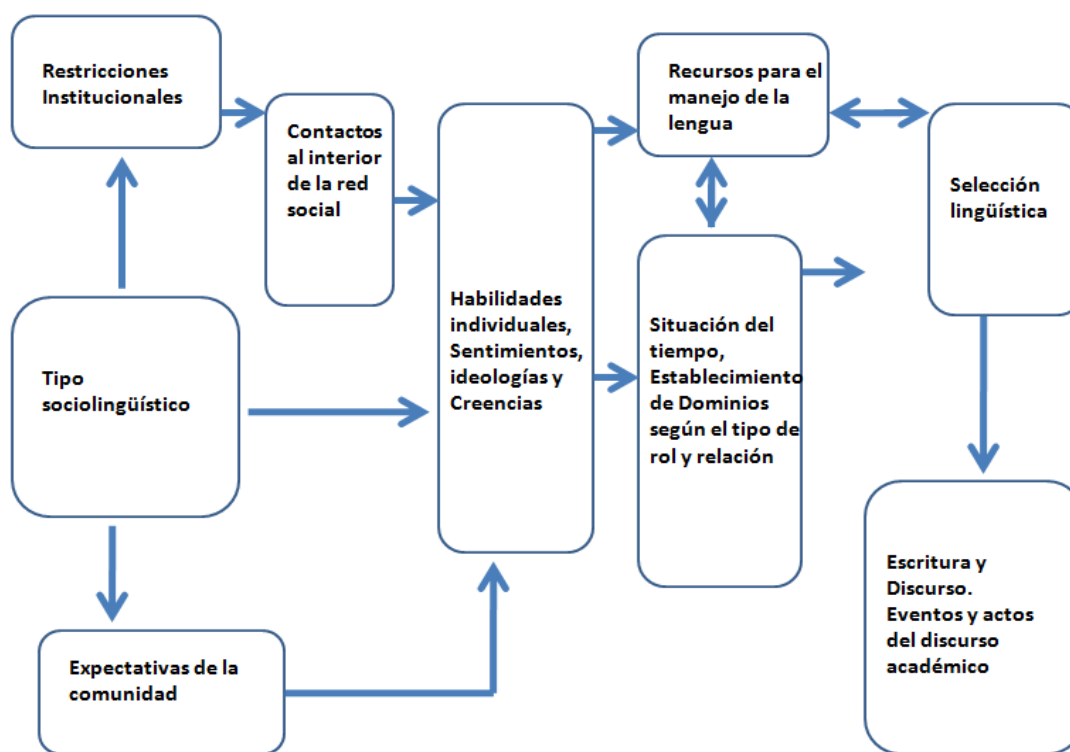 Restricciones
Institucionales
Contactos
al interior
de la red
social
Tipo
sociolingüístico
Expectativas de la
comunidad
Habilidades
individuales,
Sentimientos,
ideologías y
Creencias
Recursos para el
manejo de la
lengua
Situación del
tiempo,
Establecimiento
de Dominios
según el tipo de
rol y relación
Selección
lingüística
Escritura y
Discurso.
Eventos y actos
del discurso
académico